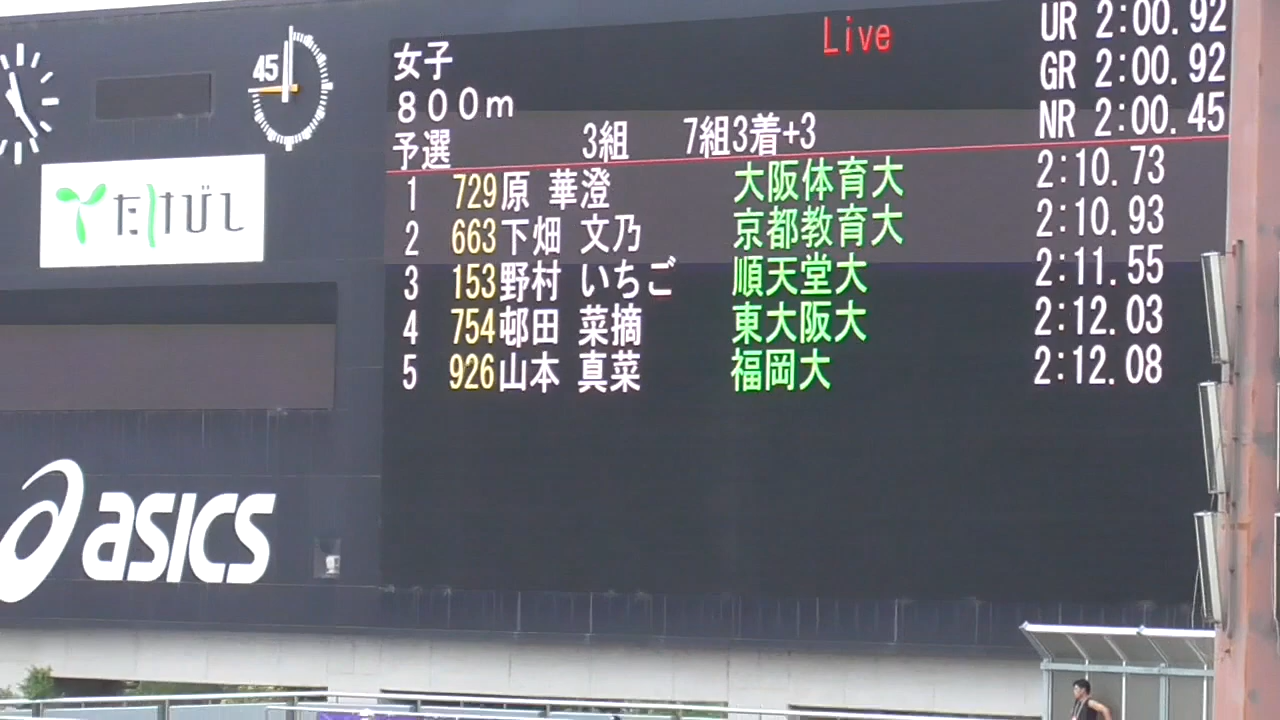 Live
UR 2:00.92
女子
GR 2:00.92
800m
NR 2:00.45
予選 3組 7組3着+3
1 729 原 華澄 大阪体育大 2:10.73
2 663 下畑 文乃 京都教育大 2:10.93
3 153 野村 いちご 順天堂大 2:11.55
4 754 邨田 菜摘 東大阪大 2:12.03
5 926 山本 真菜 福岡大 2:12.08
45
たけびし
asics